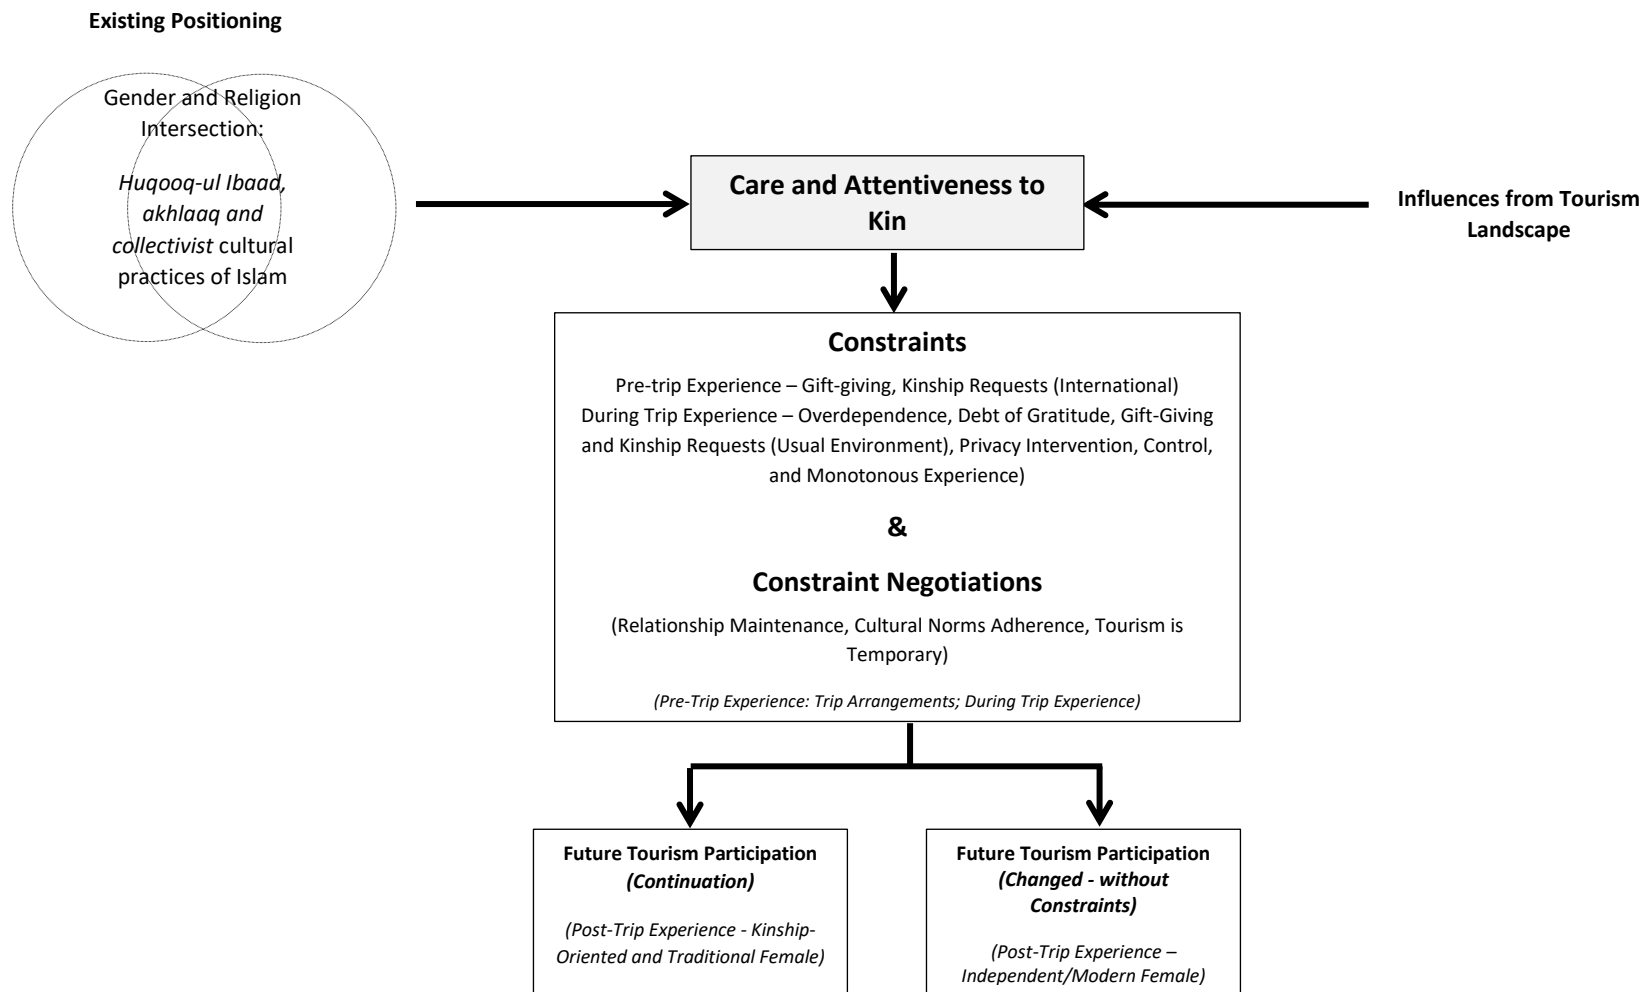 Existing Positioning
Gender and Religion
Intersection:
Huqooq-ul Ibaad,
akhlaaq and
collectivist cultural
practices of Islam
Care and Attentiveness to
Kin
Influences from Tourism
Landscape
Constraints
Pre-trip Experience – Gift-giving, Kinship Requests (International)
During Trip Experience – Overdependence, Debt of Gratitude, Gift-Giving
and Kinship Requests (Usual Environment), Privacy Intervention, Control,
and Monotonous Experience)
&
Constraint Negotiations
(Relationship Maintenance, Cultural Norms Adherence, Tourism is
Temporary)
(Pre-Trip Experience: Trip Arrangements; During Trip Experience)
Future Tourism Participation
(Continuation)
(Post-Trip Experience - Kinship-
Oriented and Traditional Female)
Future Tourism Participation
(Changed - without
Constraints)
(Post-Trip Experience –
Independent/Modern Female)